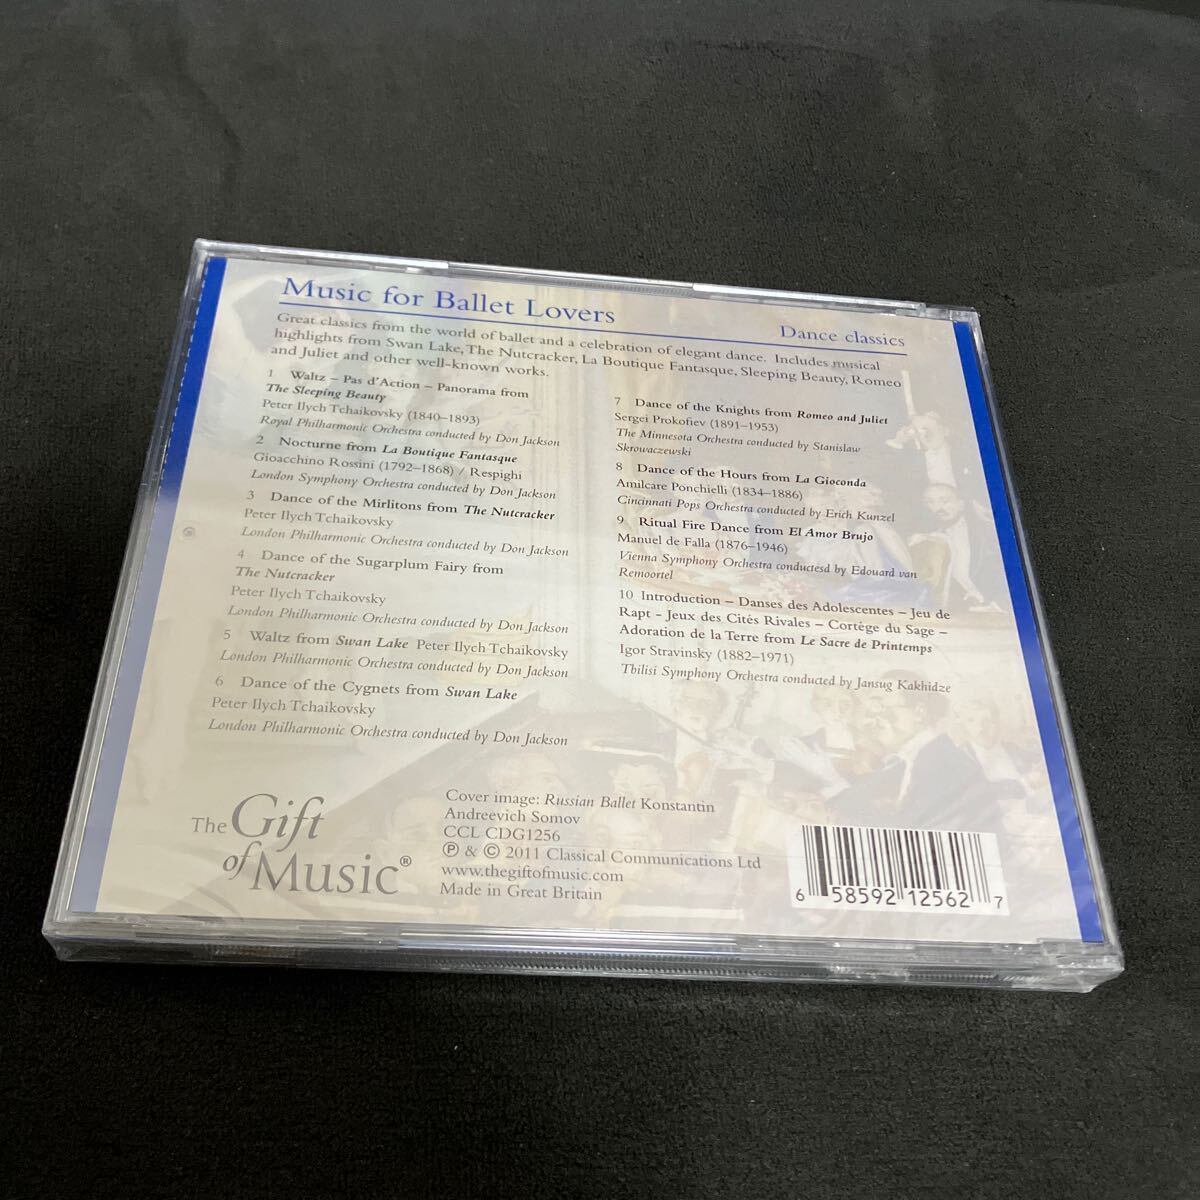 Music for Ballet Lovers
Dance classics
Great classics from the world of ballet and a celebration of elegant dance. Includes musical
highlights from Swan Lake, The Nutcracker, La Boutique Fantasque, Sleeping Beauty, Romeo
and Juliet and other well-known works.
1 Waltz – Pas d'Action – Panorama from
The Sleeping Beauty
Peter Ilych Tchaikovsky (1840–1893)
Royal Philharmonic Orchestra conducted by Don Jackson
2 Nocturne from La Boutique Fantasque
Gioacchino Rossini (1792–1868) / Respighi
London Symphony Orchestra conducted by Don Jackson
3 Dance of the Mirlitons from The Nutcracker
Peter Ilych Tchaikovsky
London Philharmonic Orchestra conducted by Don Jackson
4 Dance of the Sugarplum Fairy from
The Nutcracker
Peter Ilych Tchaikovsky
London Philharmonic Orchestra conducted by Don Jackson
5 Waltz from Swan Lake Peter Ilych Tchaikovsky
London Philharmonic Orchestra conducted by Don Jackson
6 Dance of the Cygnets from Swan Lake
Peter Ilych Tchaikovsky
London Philharmonic Orchestra conducted by Don Jackson
7 Dance of the Knights from Romeo and Juliet
Sergei Prokofiev (1891–1953)
The Minnesota Orchestra conducted by Stanislaw
Skrowaczewski
8 Dance of the Hours from La Gioconda
Amilcare Ponchielli (1834–1886)
Cincinnati Pops Orchestra conducted by Erich Kunzel
9 Ritual Fire Dance from El Amor Brujo
Manuel de Falla (1876–1946)
Vienna Symphony Orchestra conductesd by Edouard van
Remoortel
10 Introduction – Danses des Adolescentes – Jeu de
Rapt - Jeux des Cités Rivales – Cortége du Sage –
Adoration de la Terre from Le Sacre de Printemps
Igor Stravinsky (1882–1971)
Tbilisi Symphony Orchestra conducted by Jansug Kakhidze
The Gift
of Music®
Cover image: Russian Ballet Konstantin
Andreevich Somov
CCL CDG1256
℗ & © 2011 Classical Communications Ltd
www.thegiftofmusic.com
Made in Great Britain
6 58592 12562 7